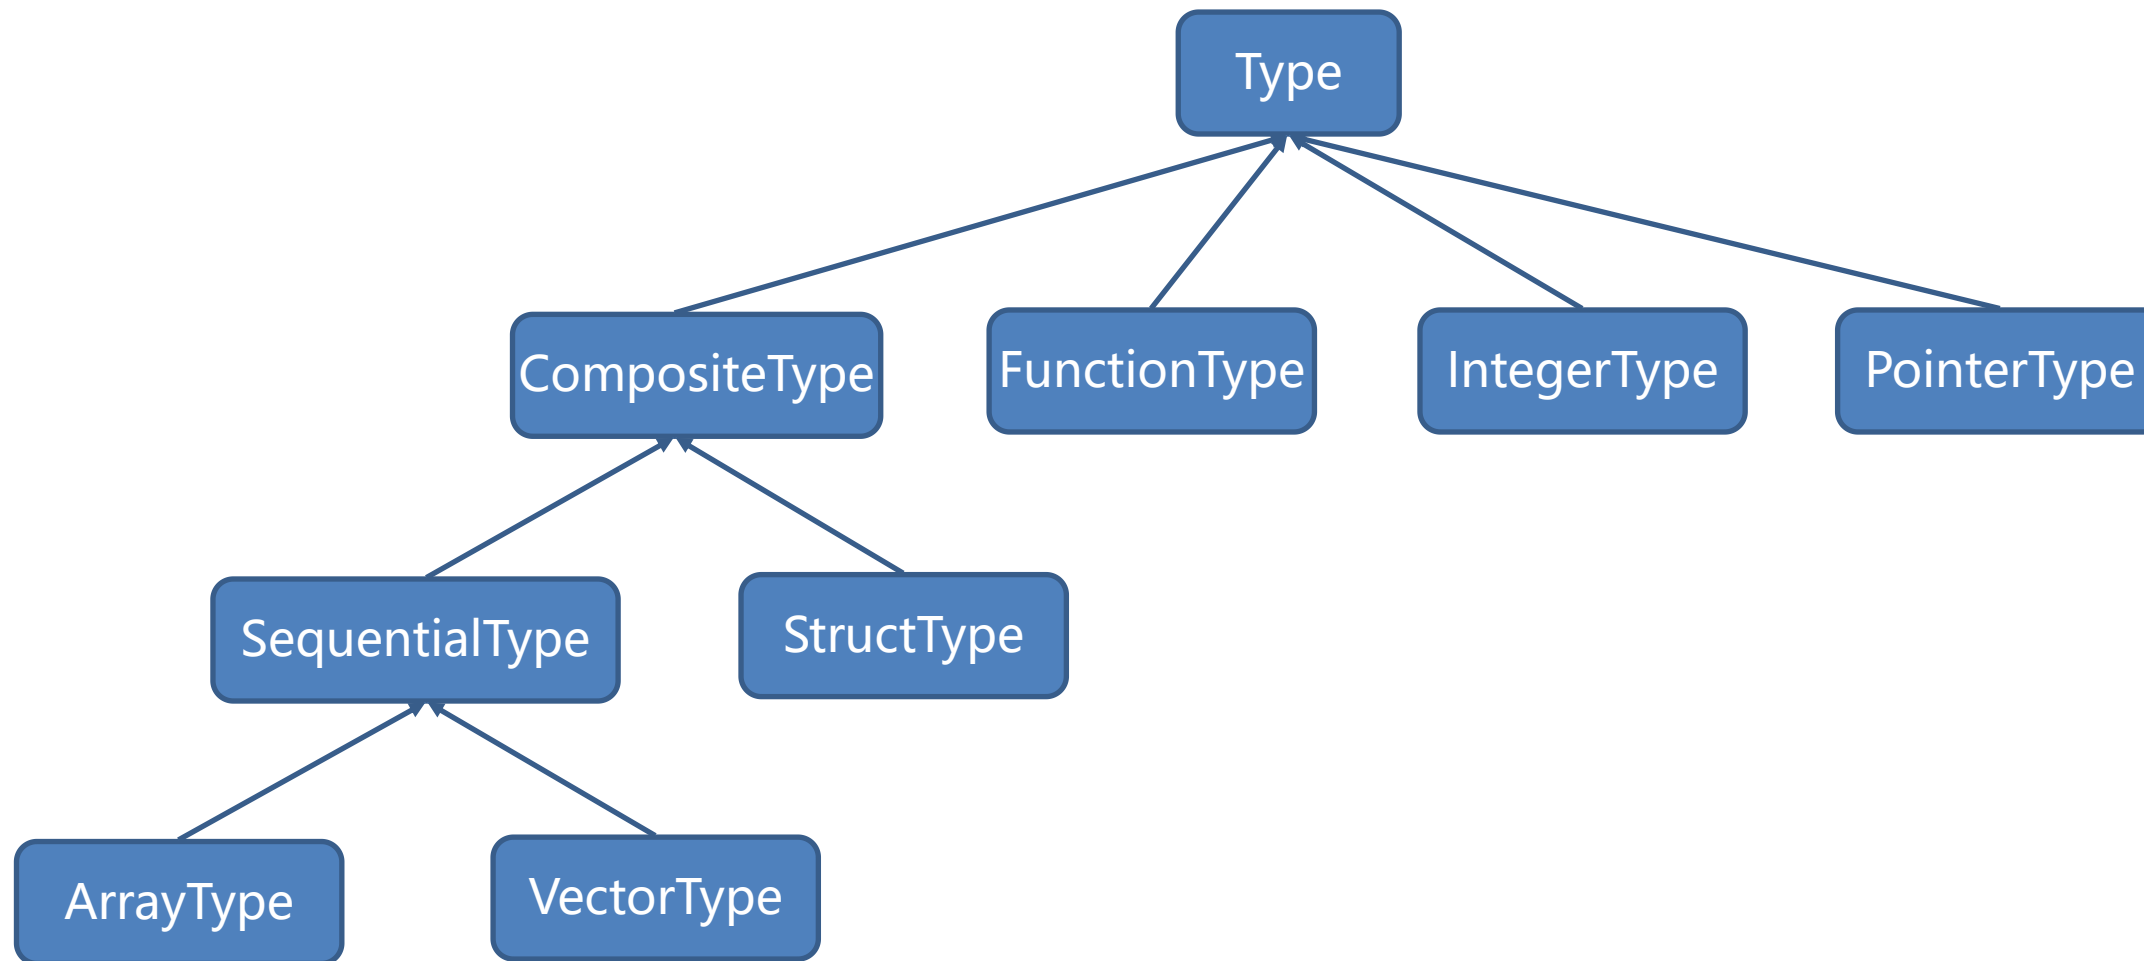 Type
CompositeType
FunctionType
IntegerType
PointerType
SequentialType
StructType
ArrayType
VectorType